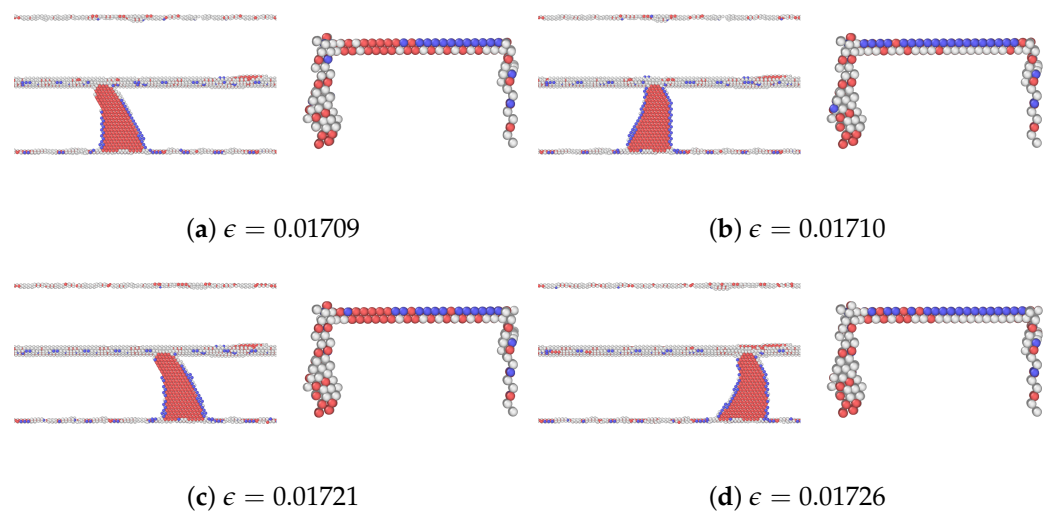 (a) ϵ = 0.01709
(b) ϵ = 0.01710
(c) ϵ = 0.01721
(d) ϵ = 0.01726